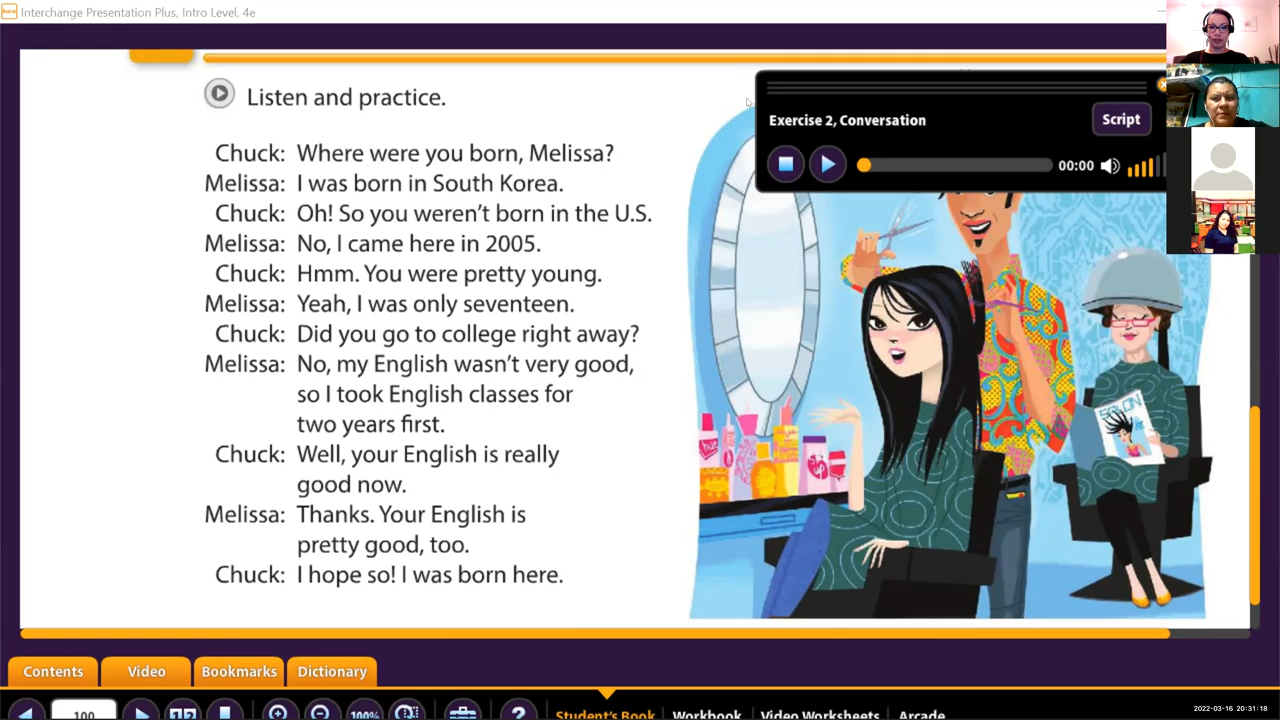 Interchange Presentation Plus, Intro Level, 4e
Listen and practice.
Exercise 2, Conversation
Script
00:00
Chuck: Where were you born, Melissa?
Melissa: I was born in South Korea.
Chuck: Oh! So you weren't born in the U.S.
Melissa: No, I came here in 2005.
Chuck: Hmm. You were pretty young.
Melissa: Yeah, I was only seventeen.
Chuck: Did you go to college right away?
Melissa: No, my English wasn't very good,
so I took English classes for
two years first.
Chuck: Well, your English is really
good now.
Melissa: Thanks. Your English is
pretty good, too.
Chuck: I hope so! I was born here.
SALON
Contents Video Bookmarks Dictionary
100
100%
?
Student's Book Workbook Video Worksheets Arcade
2022-03-16 20:31:18